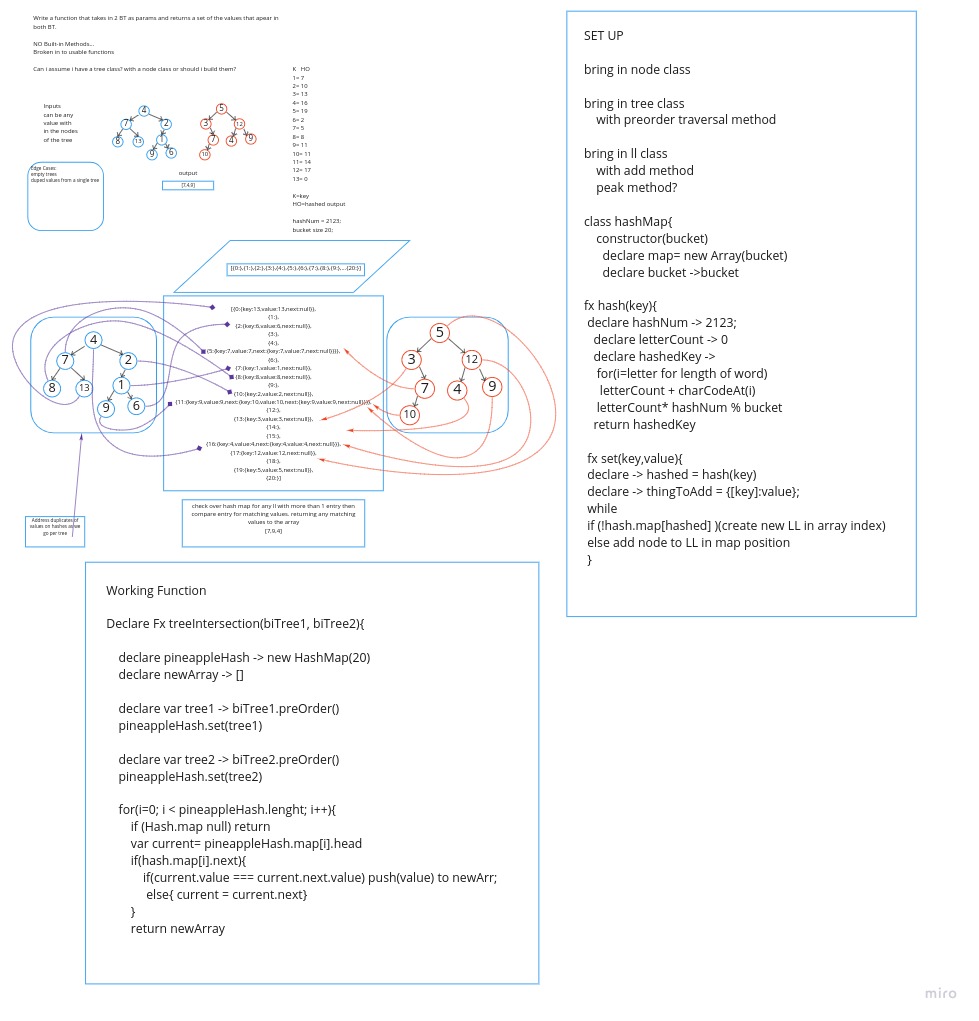 Write a function that takes in 2 BT as params and returns a set of the values that apear in
both BT.
NO Built-in Methods...
Broken in to usable functions
Can i assume i have a tree class? with a node class or should i build them?
K HO
1= 7
2= 10
3= 13
4= 16
5= 19
6= 2
7= 5
8= 8
9= 11
10= 11
11= 14
12= 17
13= 0
K=key
HO=hashed output
hashNum = 2123;
bucket size 20;
Inputs
can be any
value with
in the nodes
of the tree
4
7
2
8
13
1
9
6
5
3
12
7
4
9
10
output
[7,4,9]
Edge Cases:
empty trees
duped values from a single tree
[{0:},{1:},{2:},{3:},{4:},{5:},{6:},{7:},{8:},{9:},...{20:}]
[{0:{key:13,value:13,next:null}},
{1:},
{2:{key:6,value:6,next:null}},
{3:},
{4:},
{5:{key:7,value:7,next:{key:7,value:7,next:null}}},
{6:},
{7:{key:1,value:1,next:null}},
{8:{key:8,value:8,next:null}},
{9:},
{10:{key:2,value:2,next:null}},
{11:{key:9,value:9,next:{key:10,value:10,next:{key:9,value:9,next:null}}}},
{12:},
{13:{key:3,value:3,next:null}},
{14:},
{15:},
{16:{key:4,value:4,next:{key:4,value:4,next:null}}},
{17:{key:12,value:12,next:null}},
{18:},
{19:{key:5,value:5,next:null}},
{20:}]
4
7
2
8
13
1
9
6
5
3
12
7
4
9
10
Address duplicates of
values on hashes as we
go per tree
check over hash map for any ll with more than 1 entry then
compare entry for matching values. returning any matching
values to the array
[7,9,4]
Working Function
Declare Fx treeIntersection(biTree1, biTree2){
declare pineappleHash -> new HashMap(20)
declare newArray -> []
declare var tree1 -> biTree1.preOrder()
pineappleHash.set(tree1)
declare var tree2 -> biTree2.preOrder()
pineappleHash.set(tree2)
for(i=0; i < pineappleHash.lenght; i++){
if (Hash.map null) return
var current= pineappleHash.map[i].head
if(hash.map[i].next){
if(current.value === current.next.value) push(value) to newArr;
else{ current = current.next}
}
return newArray
SET UP
bring in node class
bring in tree class
with preorder traversal method
bring in ll class
with add method
peak method?
class hashMap{
constructor(bucket)
declare map= new Array(bucket)
declare bucket ->bucket
fx hash(key){
declare hashNum -> 2123;
declare letterCount -> 0
declare hashedKey ->
for(i=letter for length of word)
letterCount + charCodeAt(i)
letterCount* hashNum % bucket
return hashedKey
fx set(key,value){
declare -> hashed = hash(key)
declare -> thingToAdd = {[key]:value};
while
if (!hash.map[hashed] )(create new LL in array index)
else add node to LL in map position
}
miro